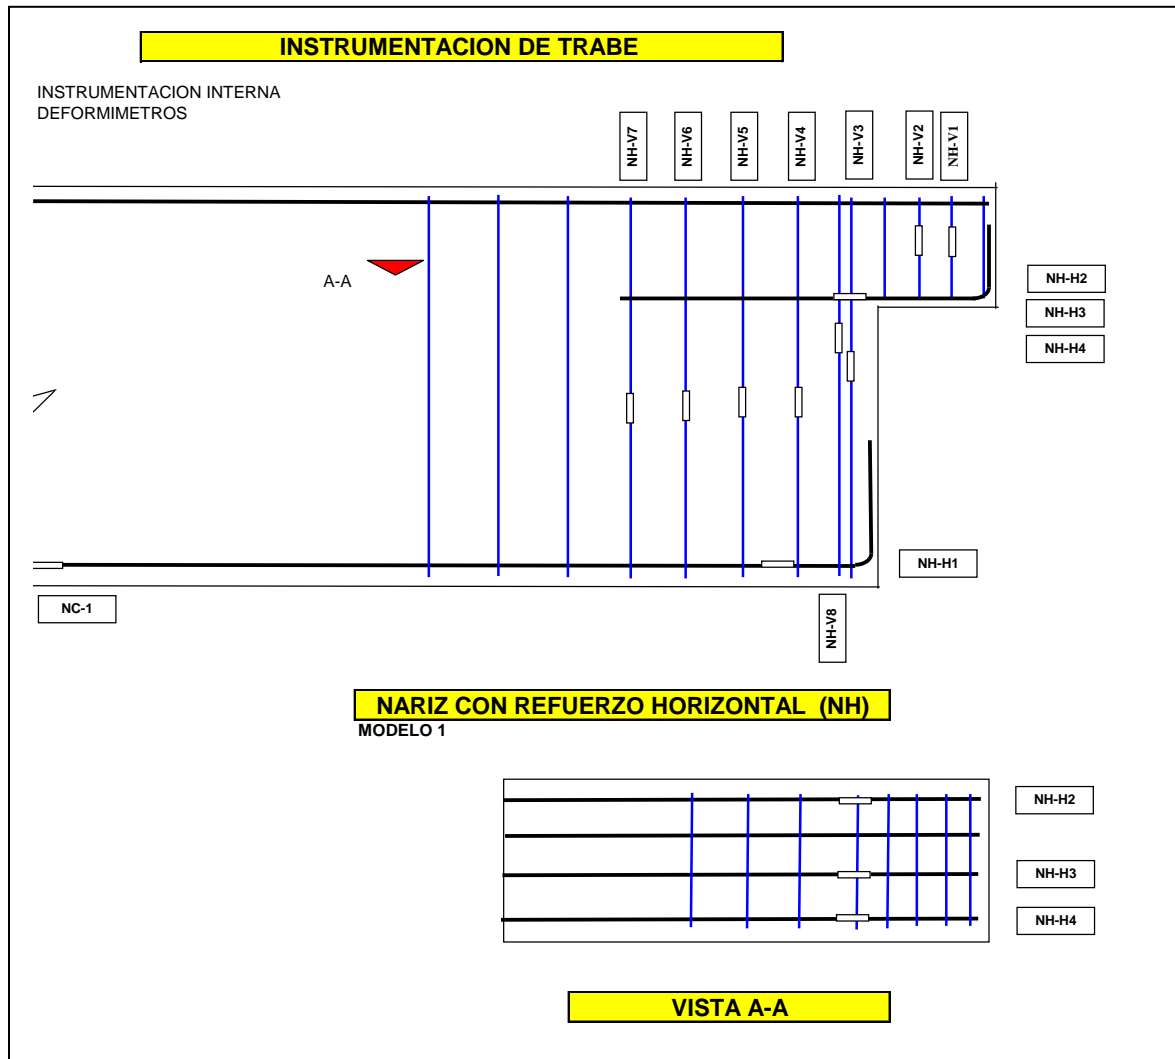 INSTRUMENTACION DE TRABE
INSTRUMENTACION INTERNA
DEFORMIMETROS
NH-V7
NH-V6
NH-V5
NH-V4
NH-V3
NH-V2
NH-V1
A-A
NH-H2
NH-H3
NH-H4
NH-H1
NC-1
NH-V8
NARIZ CON REFUERZO HORIZONTAL (NH)
MODELO 1
NH-H2
NH-H3
NH-H4
VISTA A-A